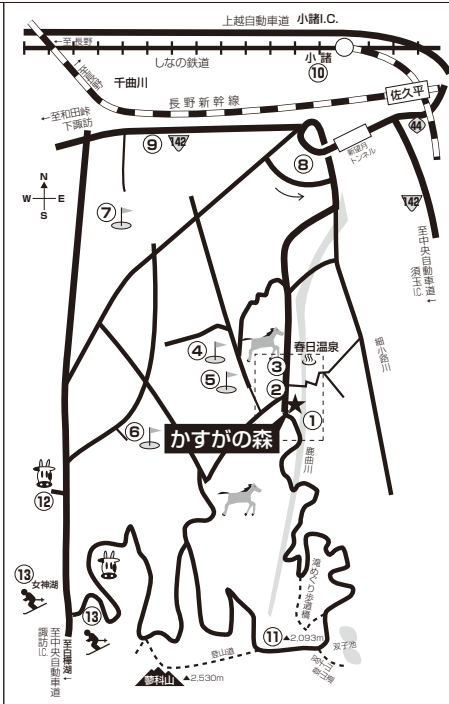 上越自動車道 小諸I.C.
←至長野
しなの鉄道
小諸
⑩
至長野
千曲川
長野新幹線
佐久平
←至和田峠
下諏訪
⑨
142
44
新望月
トンネル
⑧
N
W E
S
142
⑦
至中央自動車道
須玉I.C.→
④
春日温泉
細小路川
③
⑤
②
①
⑥
かすがの森
鹿曲川
⑫
滝めぐり歩道橋
⑬
女神湖
⑬
至白樺湖
至中央自動車道
諏訪I.C.
⑪
▲2,093m
双子池
登山道
蓼科山
▲2,530m